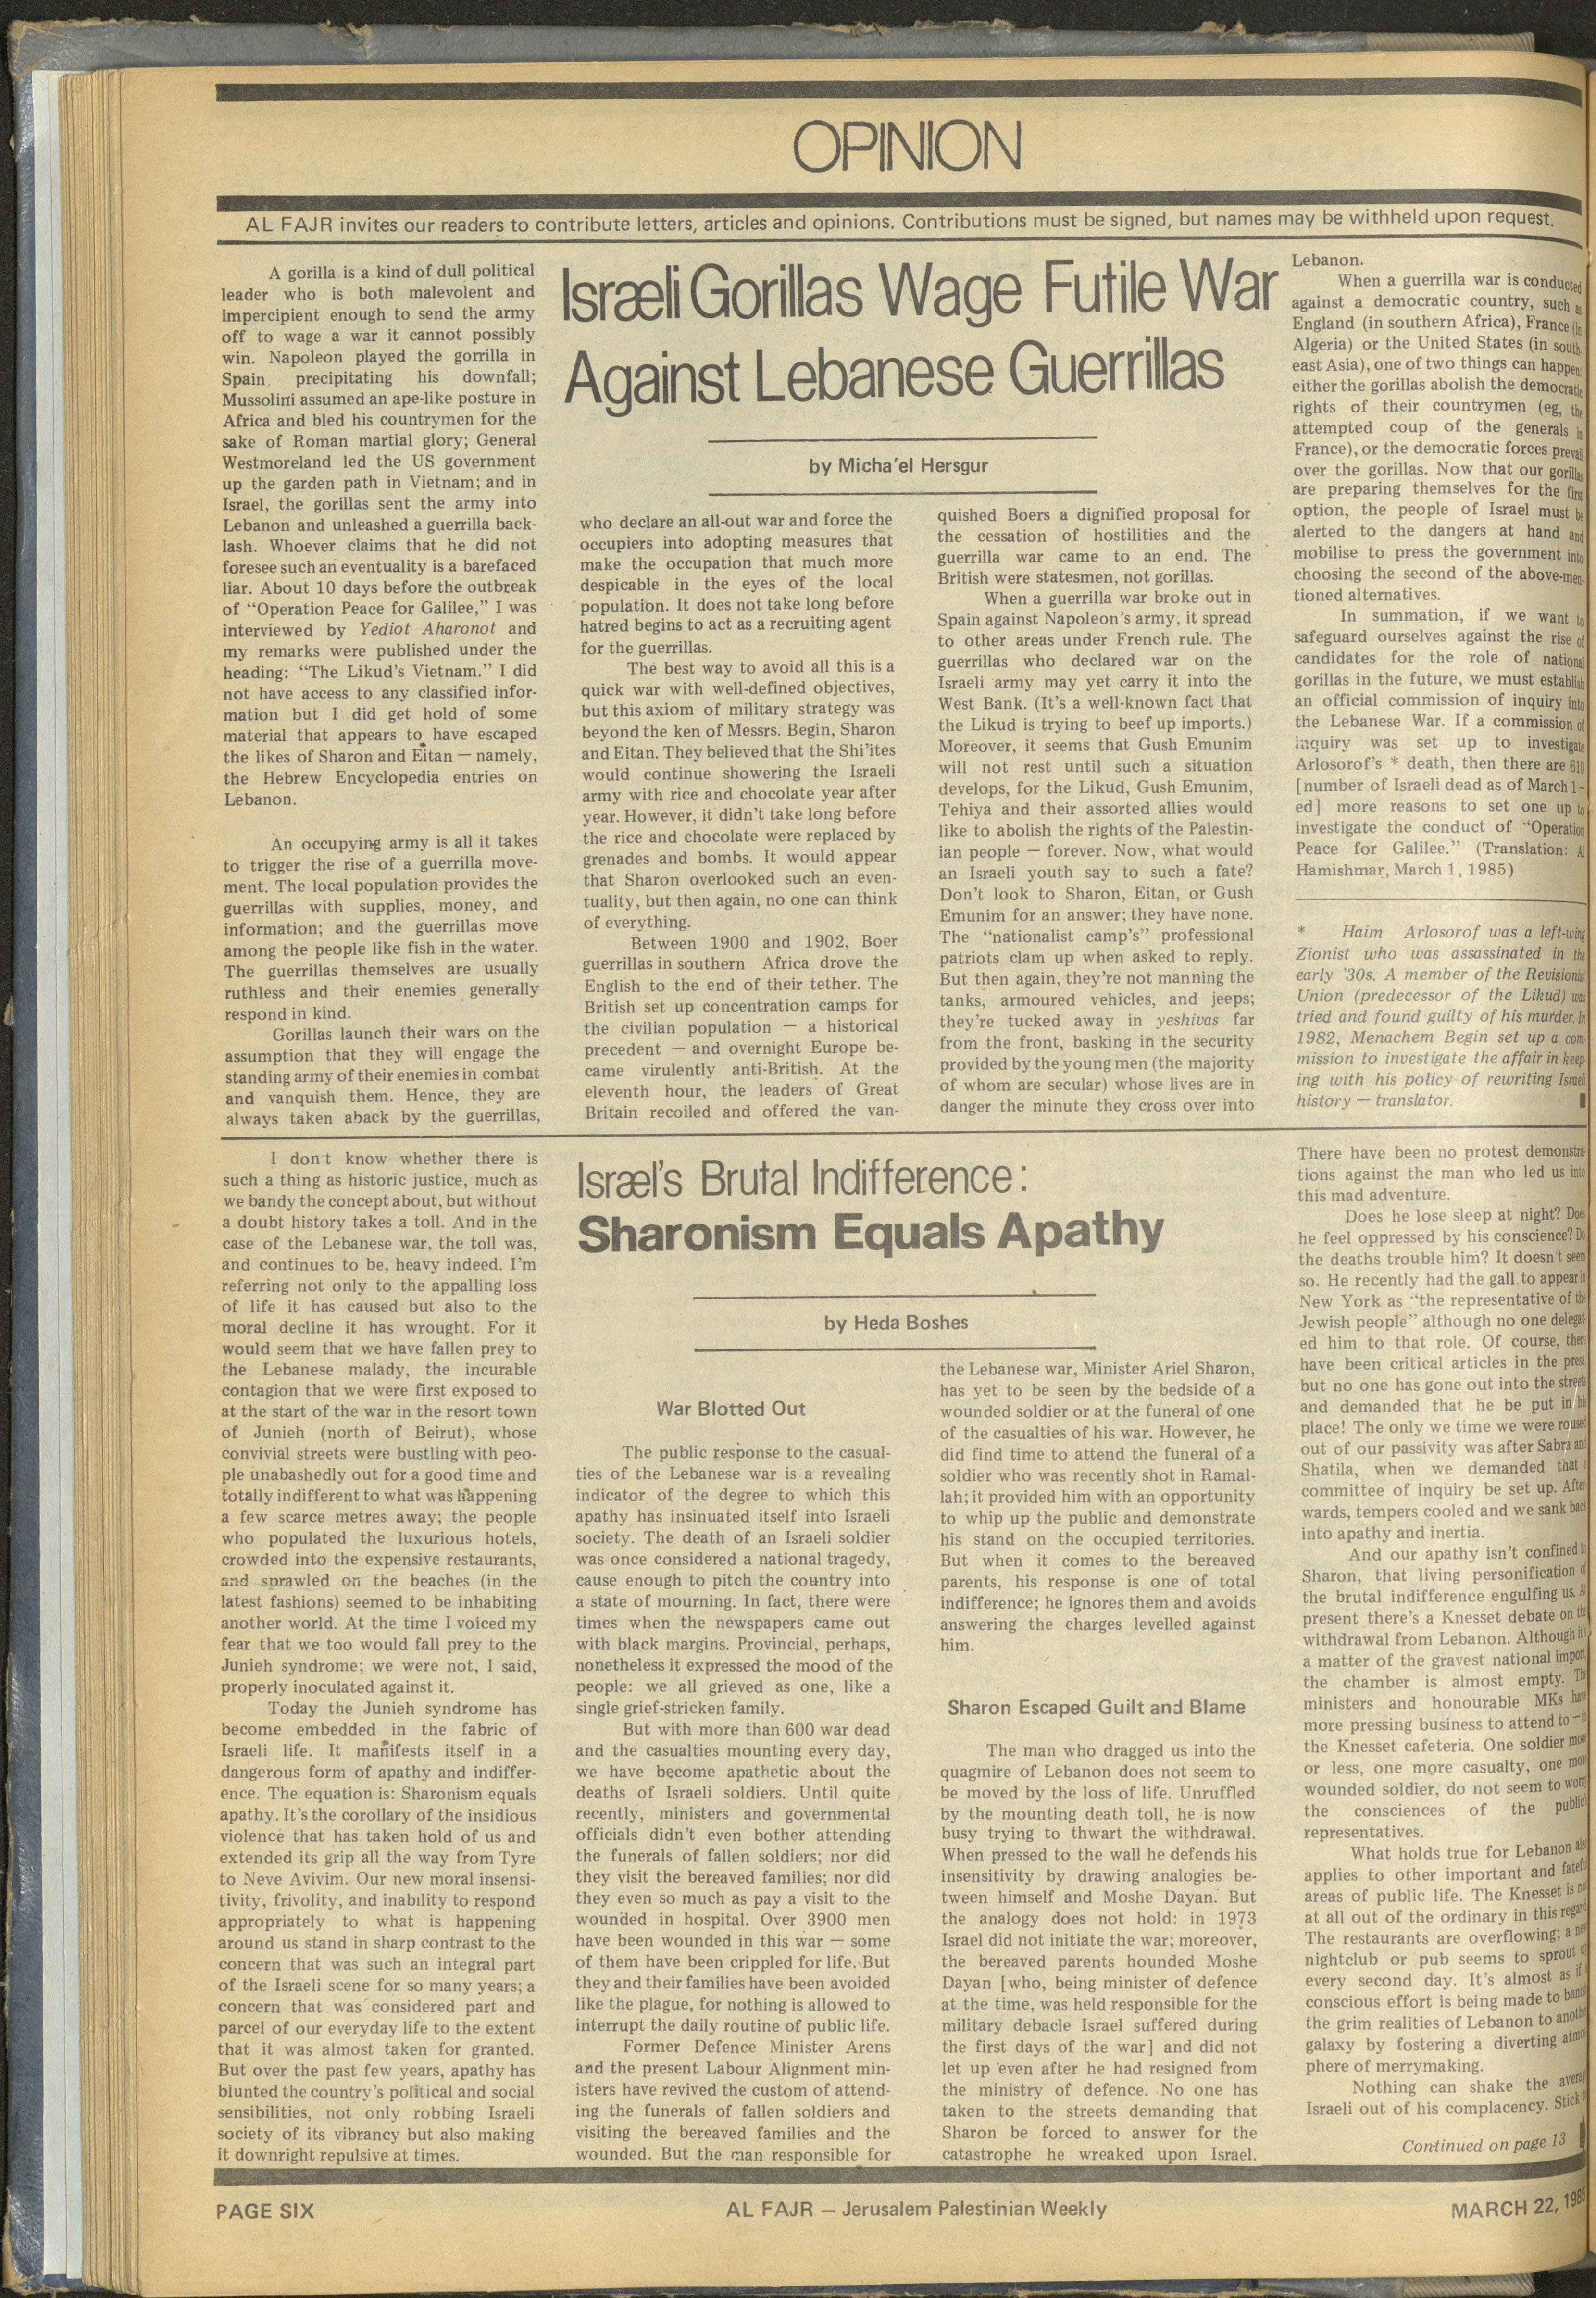 OPINION
AL FAJR invites our readers to contribute letters, articles and opinions. Contributions must be signed, but names may be withheld upon request.
Israeli Gorillas Wage Futile War
Against Lebanese Guerrillas
by Micha'el Hersgur
A gorilla is a kind of dull political
leader who is both malevolent and
impercipient enough to send the army
off to wage a war it cannot possibly
win. Napoleon played the gorrilla in
Spain precipitating his downfall;
Mussolini assumed an ape-like posture in
Africa and bled his countrymen for the
sake of Roman martial glory; General
Westmoreland led the US government
up the garden path in Vietnam; and in
Israel, the gorillas sent the army into
Lebanon and unleashed a guerrilla back-
lash. Whoever claims that he did not
foresee such an eventuality is a barefaced
liar. About 10 days before the outbreak
of "Operation Peace for Galilee," I was
interviewed by Yediot Aharonot and
my remarks were published under the
heading: "The Likud's Vietnam." I did
not have access to any classified infor-
mation but I did get hold of some
material that appears to have escaped
the likes of Sharon and Eitan — namely,
the Hebrew Encyclopedia entries on
Lebanon.
An occupying army is all it takes
to trigger the rise of a guerrilla move-
ment. The local population provides the
guerrillas with supplies, money, and
information; and the guerrillas move
among the people like fish in the water.
The guerrillas themselves are usually
ruthless and their enemies generally
respond in kind.
Gorillas launch their wars on the
assumption that they will engage the
standing army of their enemies in combat
and vanquish them. Hence, they are
always taken aback by the guerrillas,
who declare an all-out war and force the
occupiers into adopting measures that
make the occupation that much more
despicable in the eyes of the local
population. It does not take long before
hatred begins to act as a recruiting agent
for the guerrillas.
The best way to avoid all this is a
quick war with well-defined objectives,
but this axiom of military strategy was
beyond the ken of Messrs. Begin, Sharon
and Eitan. They believed that the Shi'ites
would continue showering the Israeli
army with rice and chocolate year after
year. However, it didn't take long before
the rice and chocolate were replaced by
grenades and bombs. It would appear
that Sharon overlooked such an even-
tuality, but then again, no one can think
of everything.
Between 1900 and 1902, Boer
guerrillas in southern Africa drove the
English to the end of their tether. The
British set up concentration camps for
the civilian population — a historical
precedent — and overnight Europe be-
came virulently anti-British. At the
eleventh hour, the leaders of Great
Britain recoiled and offered the van-
quished Boers a dignified proposal for
the cessation of hostilities and the
guerrilla war came to an end. The
British were statesmen, not gorillas.
When a guerrilla war broke out in
Spain against Napoleon's army, it spread
to other areas under French rule. The
guerrillas who declared war on the
Israeli army may yet carry it into the
West Bank. (It's a well-known fact that
the Likud is trying to beef up imports.)
Moreover, it seems that Gush Emunim
will not rest until such a situation
develops, for the Likud, Gush Emunim,
Tehiya and their assorted allies would
like to abolish the rights of the Palestin-
ian people — forever. Now, what would
an Israeli youth say to such a fate?
Don't look to Sharon, Eitan, or Gush
Emunim for an answer; they have none.
The "nationalist camp's" professional
patriots clam up when asked to reply.
But then again, they're not manning the
tanks, armoured vehicles, and jeeps;
they're tucked away in yeshivas far
from the front, basking in the security
provided by the young men (the majority
of whom are secular) whose lives are in
danger the minute they cross over into
Lebanon.
When a guerrilla war is conducted
against a democratic country, such as
England (in southern Africa), France (in
Algeria) or the United States (in south-
east Asia), one of two things can happen:
either the gorillas abolish the democratic
rights of their countrymen (eg, the
attempted coup of the generals in
France), or the democratic forces prevail
over the gorillas. Now that our gorillas
are preparing themselves for the first
option, the people of Israel must be
alerted to the dangers at hand and
mobilise to press the government into
choosing the second of the above-men-
tioned alternatives.
In summation, if we want to
safeguard ourselves against the rise of
candidates for the role of national
gorillas in the future, we must establish
an official commission of inquiry into
the Lebanese War. If a commission of
inquiry was set up to investigate
Arlosorof's * death, then there are 610
[number of Israeli dead as of March 1-
ed] more reasons to set one up to
investigate the conduct of "Operation
Peace for Galilee." (Translation: Al
Hamishmar, March 1, 1985)
* Haim Arlosorof was a left-wing
Zionist who was assassinated in the
early '30s. A member of the Revisionist
Union (predecessor of the Likud) was
tried and found guilty of his murder. In
1982, Menachem Begin set up a com-
mission to investigate the affair in keep-
ing with his policy of rewriting Israeli
history — translator.
Israel's Brutal Indifference:
Sharonism Equals Apathy
by Heda Boshes
I don't know whether there is
such a thing as historic justice, much as
we bandy the concept about, but without
a doubt history takes a toll. And in the
case of the Lebanese war, the toll was,
and continues to be, heavy indeed. I'm
referring not only to the appalling loss
of life it has caused but also to the
moral decline it has wrought. For it
would seem that we have fallen prey to
the Lebanese malady, the incurable
contagion that we were first exposed to
at the start of the war in the resort town
of Junieh (north of Beirut), whose
convivial streets were bustling with peo-
ple unabashedly out for a good time and
totally indifferent to what was happening
a few scarce metres away; the people
who populated the luxurious hotels,
crowded into the expensive restaurants,
and sprawled on the beaches (in the
latest fashions) seemed to be inhabiting
another world. At the time I voiced my
fear that we too would fall prey to the
Junieh syndrome; we were not, I said,
properly inoculated against it.
Today the Junieh syndrome has
become embedded in the fabric of
Israeli life. It manifests itself in a
dangerous form of apathy and indiffer-
ence. The equation is: Sharonism equals
apathy. It's the corollary of the insidious
violence that has taken hold of us and
extended its grip all the way from Tyre
to Neve Avivim. Our new moral insensi-
tivity, frivolity, and inability to respond
appropriately to what is happening
around us stand in sharp contrast to the
concern that was such an integral part
of the Israeli scene for so many years; a
concern that was considered part and
parcel of our everyday life to the extent
that it was almost taken for granted.
But over the past few years, apathy has
blunted the country's political and social
sensibilities, not only robbing Israeli
society of its vibrancy but also making
it downright repulsive at times.
War Blotted Out
The public response to the casual-
ties of the Lebanese war is a revealing
indicator of the degree to which this
apathy has insinuated itself into Israeli
society. The death of an Israeli soldier
was once considered a national tragedy,
cause enough to pitch the country into
a state of mourning. In fact, there were
times when the newspapers came out
with black margins. Provincial, perhaps,
nonetheless it expressed the mood of the
people: we all grieved as one, like a
single grief-stricken family.
But with more than 600 war dead
and the casualties mounting every day,
we have become apathetic about the
deaths of Israeli soldiers. Until quite
recently, ministers and governmental
officials didn't even bother attending
the funerals of fallen soldiers; nor did
they visit the bereaved families; nor did
they even so much as pay a visit to the
wounded in hospital. Over 3900 men
have been wounded in this war — some
of them have been crippled for life. But
they and their families have been avoided
like the plague, for nothing is allowed to
interrupt the daily routine of public life.
Former Defence Minister Arens
and the present Labour Alignment min-
isters have revived the custom of attend-
ing the funerals of fallen soldiers and
visiting the bereaved families and the
wounded. But the man responsible for
the Lebanese war, Minister Ariel Sharon,
has yet to be seen by the bedside of a
wounded soldier or at the funeral of one
of the casualties of his war. However, he
did find time to attend the funeral of a
soldier who was recently shot in Ramal-
lah; it provided him with an opportunity
to whip up the public and demonstrate
his stand on the occupied territories.
But when it comes to the bereaved
parents, his response is one of total
indifference; he ignores them and avoids
answering the charges levelled against
him.
Sharon Escaped Guilt and Blame
The man who dragged us into the
quagmire of Lebanon does not seem to
be moved by the loss of life. Unruffled
by the mounting death toll, he is now
busy trying to thwart the withdrawal.
When pressed to the wall he defends his
insensitivity by drawing analogies be-
tween himself and Moshe Dayan. But
the analogy does not hold: in 1973
Israel did not initiate the war; moreover,
the bereaved parents hounded Moshe
Dayan [who, being minister of defence
at the time, was held responsible for the
military debacle Israel suffered during
the first days of the war] and did not
let up even after he had resigned from
the ministry of defence. No one has
taken to the streets demanding that
Sharon be forced to answer for the
catastrophe he wreaked upon Israel.
There have been no protest demonstra-
tions against the man who led us into
this mad adventure.
Does he lose sleep at night? Does
he feel oppressed by his conscience? Do
the deaths trouble him? It doesn't seem
so. He recently had the gall to appear in
New York as "the representative of the
Jewish people" although no one delegat-
ed him to that role. Of course, there
have been critical articles in the press,
but no one has gone out into the streets
and demanded that he be put in his
place! The only we time we were roused
out of our passivity was after Sabra and
Shatila, when we demanded that a
committee of inquiry be set up. After-
wards, tempers cooled and we sank back
into apathy and inertia.
And our apathy isn't confined to
Sharon, that living personification of
the brutal indifference engulfing us. At
present there's a Knesset debate on the
withdrawal from Lebanon. Although it's
a matter of the gravest national import,
the chamber is almost empty. The
ministers and honourable MKs have
more pressing business to attend to — in
the Knesset cafeteria. One soldier more
or less, one more casualty, one more
wounded soldier, do not seem to worry
the consciences of the public's
representatives.
What holds true for Lebanon also
applies to other important and fateful
areas of public life. The Knesset is not
at all out of the ordinary in this regard.
The restaurants are overflowing; a new
nightclub or pub seems to sprout up
every second day. It's almost as if a
conscious effort is being made to banish
the grim realities of Lebanon to another
galaxy by fostering a diverting atmos-
phere of merrymaking.
Nothing can shake the average
Israeli out of his complacency. Stick
Continued on page 13
PAGE SIX
AL FAJR — Jerusalem Palestinian Weekly
MARCH 22, 1985